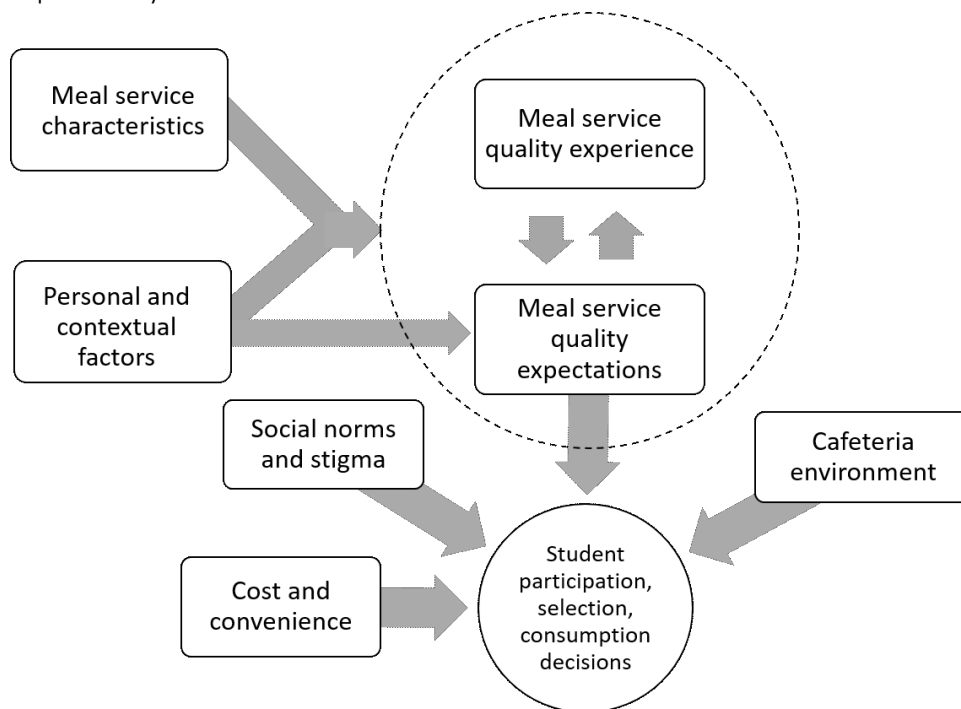 Meal service
characteristics
Meal service
quality experience
Personal and
contextual
factors
Meal service
quality
expectations
Social norms
and stigma
Cafeteria
environment
Cost and
convenience
Student
participation,
selection,
consumption
decisions